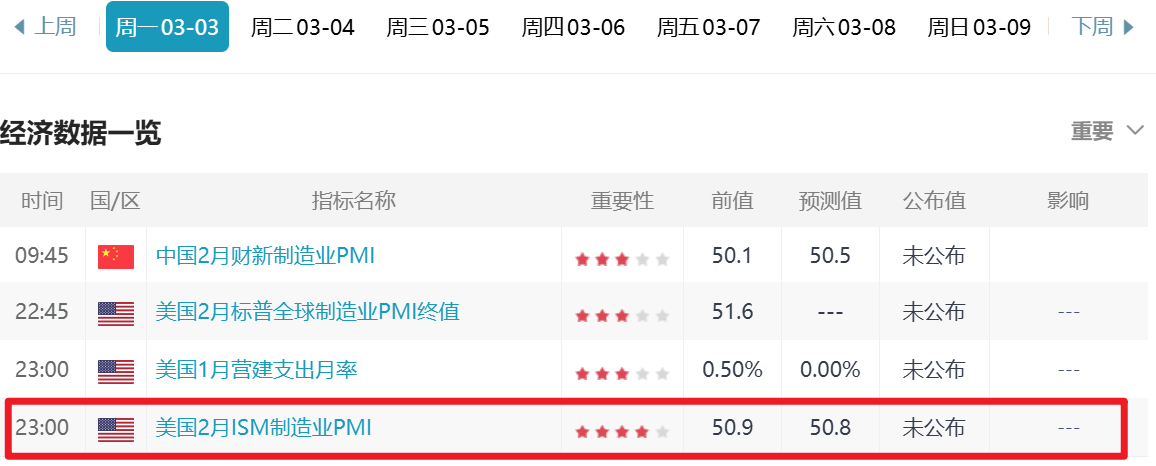 上周 周一03-03 周二03-04 周三03-05 周四03-06 周五03-07 周六03-08 周日03-09 下周
经济数据一览 重要
时间 国/区 指标名称 重要性 前值 预测值 公布值 影响
09:45 中国2月财新制造业PMI 50.1 50.5 未公布
22:45 美国2月标普全球制造业PMI终值 51.6 --- 未公布 ---
23:00 美国1月营建支出月率 0.50% 0.00% 未公布 ---
23:00 美国2月ISM制造业PMI 50.9 50.8 未公布 ---